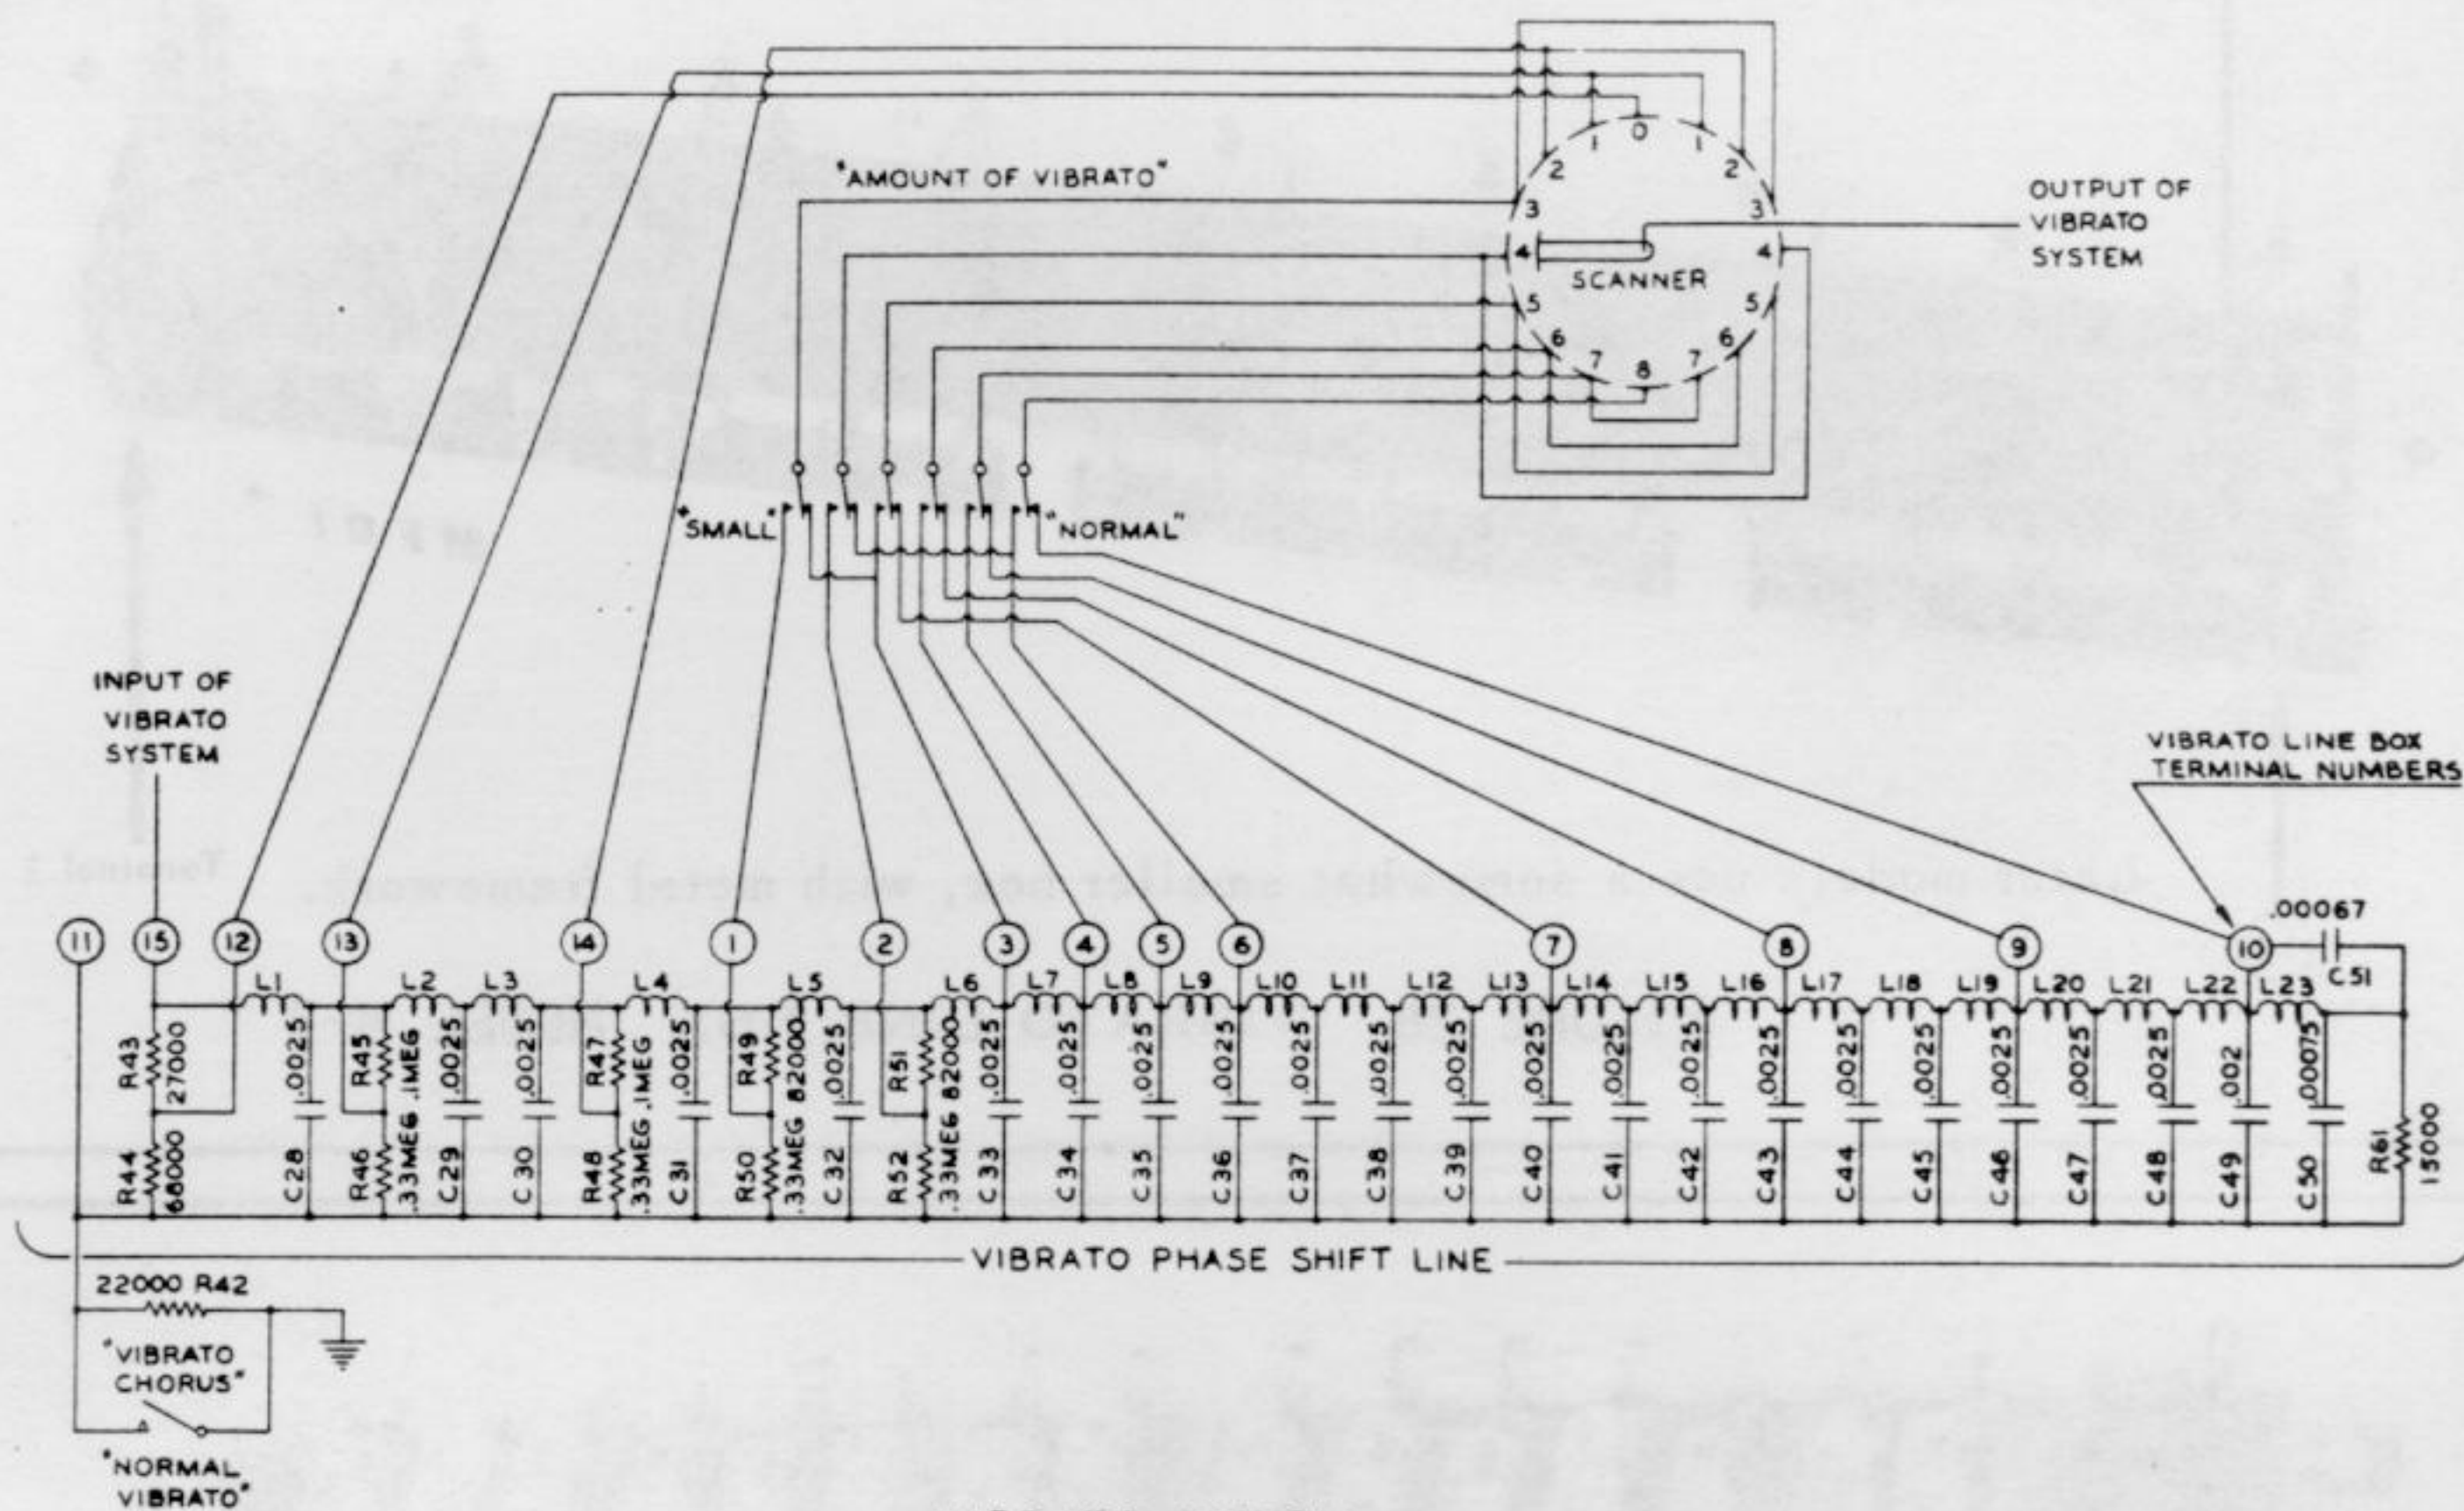 "AMOUNT OF VIBRATO"
0
1
1
2
2
3
3
4
4
SCANNER
5
5
6
6
7
7
8
OUTPUT OF
VIBRATO
SYSTEM
"SMALL"
"NORMAL"
INPUT OF
VIBRATO
SYSTEM
VIBRATO LINE BOX
TERMINAL NUMBERS
Terminal
11
15
12
13
14
1
2
3
4
5
6
7
8
9
10
.00067
C51
L1
L2
L3
L4
L5
L6
L7
L8
L9
L10
L11
L12
L13
L14
L15
L16
L17
L18
L19
L20
L21
L22
L23
R43
27000
R44
68000
.0025
C28
R45
.1MEG
R46
.33MEG
.0025
C29
.0025
C30
R47
.1MEG
R48
.33MEG
.0025
C31
R49
82000
R50
.33MEG
.0025
C32
R51
82000
R52
.33MEG
.0025
C33
.0025
C34
.0025
C35
.0025
C36
.0025
C37
.0025
C38
.0025
C39
.0025
C40
.0025
C41
.0025
C42
.0025
C43
.0025
C44
.0025
C45
.0025
C46
.0025
C47
.0025
C48
.002
C49
.00075
C50
R61
15000
VIBRATO PHASE SHIFT LINE
22000 R42
"VIBRATO
CHORUS"
"NORMAL
VIBRATO"